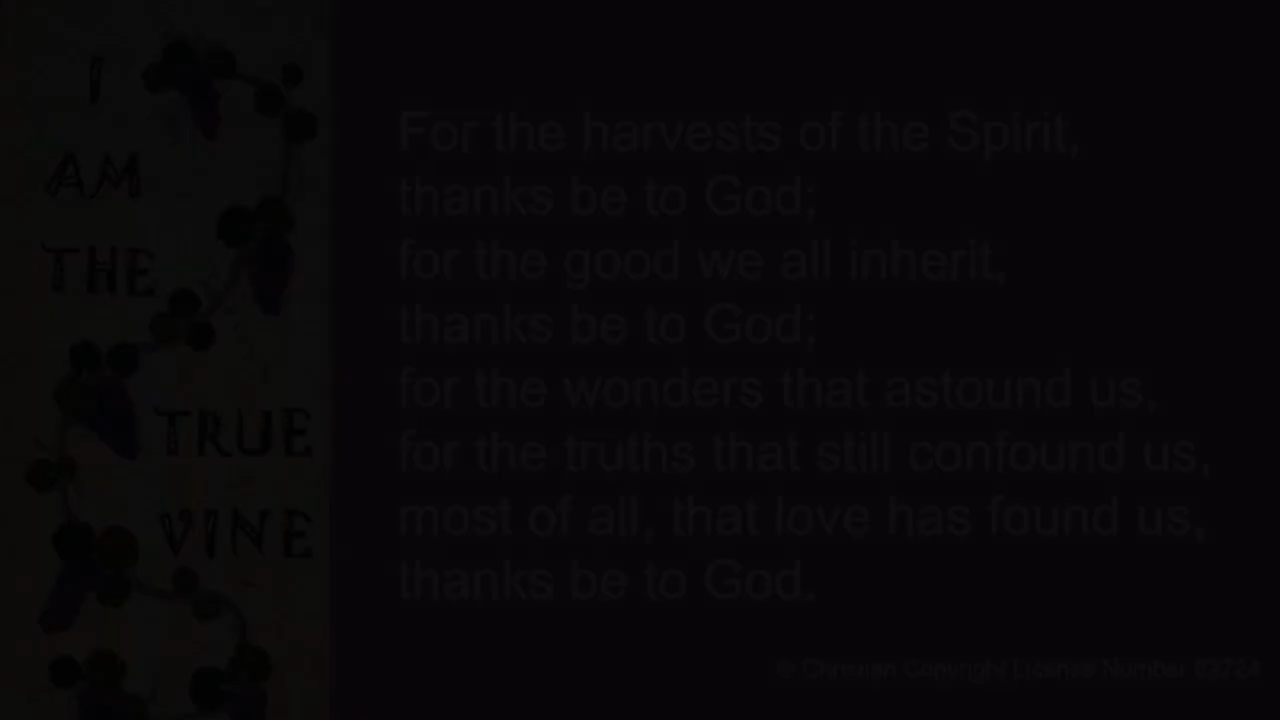 I
AM
THE
TRUE
VINE
For the harvests of the Spirit,
thanks be to God;
for the good we all inherit,
thanks be to God;
for the wonders that astound us,
for the truths that still confound us,
most of all, that love has found us,
thanks be to God.
© Christian Copyright License Number